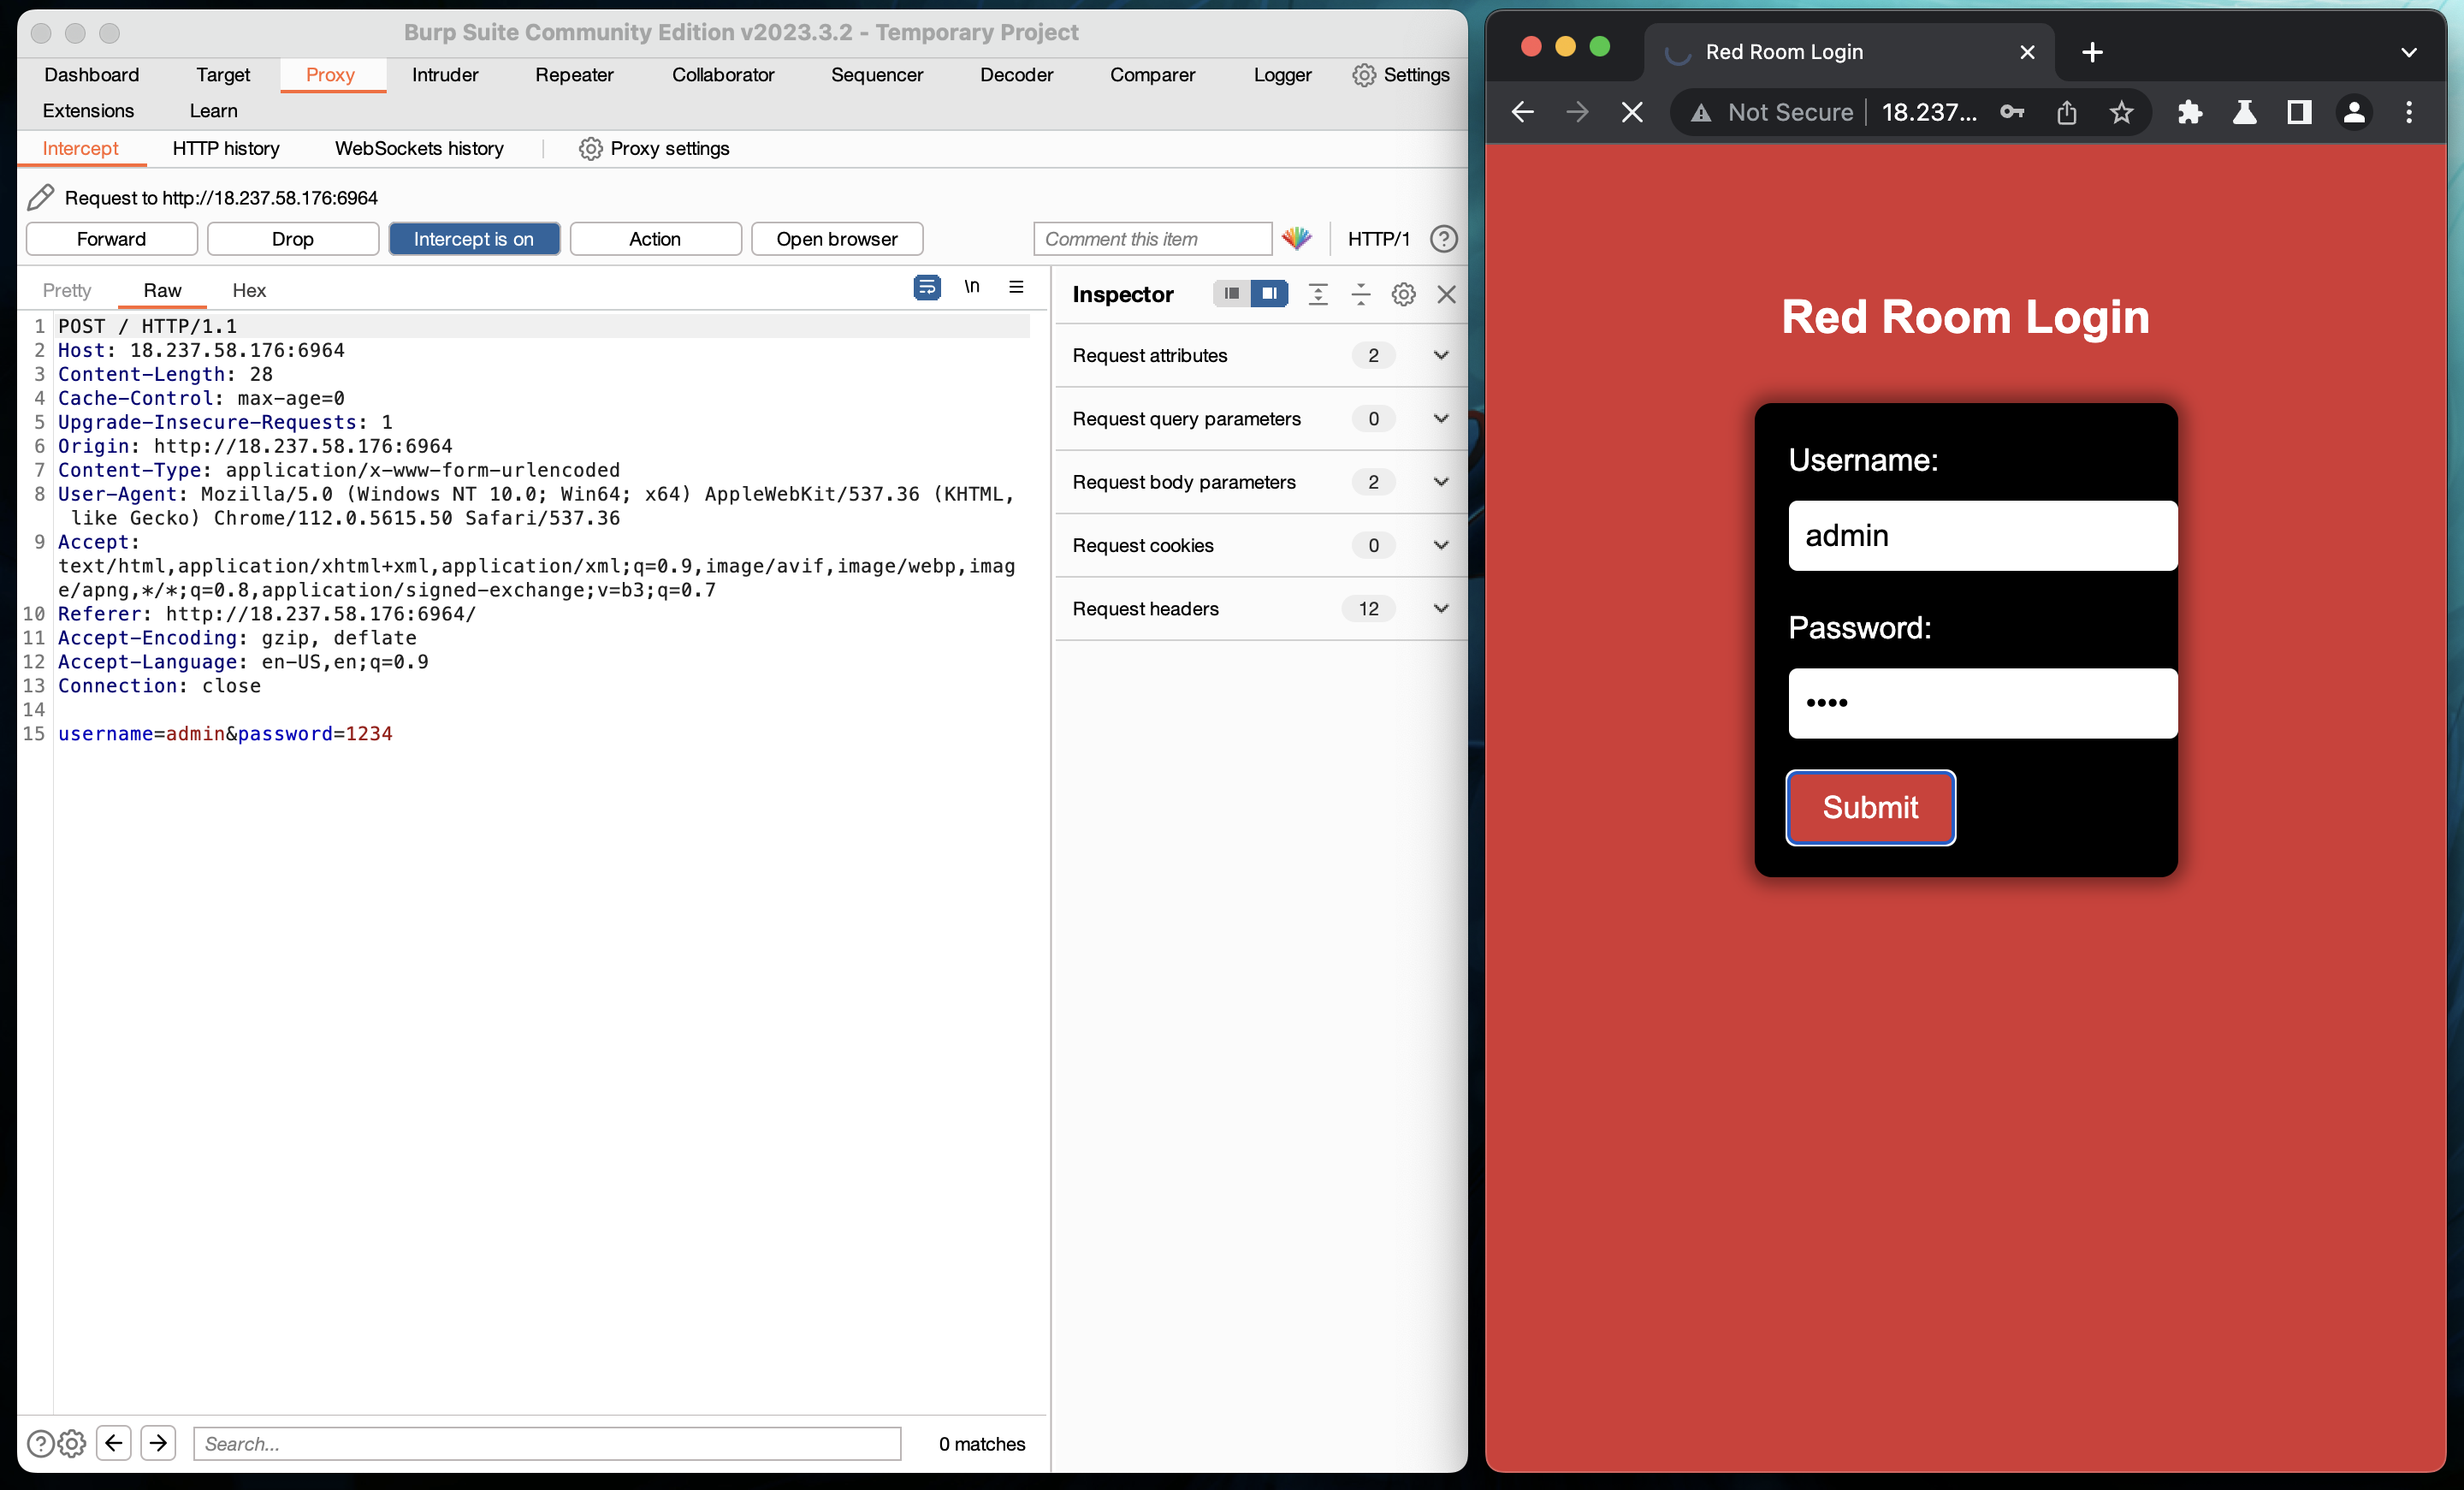 Burp Suite Community Edition v2023.3.2 - Temporary Project
Dashboard Target Proxy Intruder Repeater Collaborator Sequencer Decoder Comparer Logger Settings
Extensions Learn
Intercept HTTP history WebSockets history Proxy settings
Request to http://18.237.58.176:6964
Forward Drop Intercept is on Action Open browser Comment this item HTTP/1 ?
Pretty Raw Hex \n
1 POST / HTTP/1.1
2 Host: 18.237.58.176:6964
3 Content-Length: 28
4 Cache-Control: max-age=0
5 Upgrade-Insecure-Requests: 1
6 Origin: http://18.237.58.176:6964
7 Content-Type: application/x-www-form-urlencoded
8 User-Agent: Mozilla/5.0 (Windows NT 10.0; Win64; x64) AppleWebKit/537.36 (KHTML,
like Gecko) Chrome/112.0.5615.50 Safari/537.36
9 Accept:
text/html,application/xhtml+xml,application/xml;q=0.9,image/avif,image/webp,imag
e/apng,*/*;q=0.8,application/signed-exchange;v=b3;q=0.7
10 Referer: http://18.237.58.176:6964/
11 Accept-Encoding: gzip, deflate
12 Accept-Language: en-US,en;q=0.9
13 Connection: close
14
15 username=admin&password=1234
Inspector
Request attributes 2
Request query parameters 0
Request body parameters 2
Request cookies 0
Request headers 12
? Search... 0 matches
Red Room Login
Not Secure 18.237...
Red Room Login
Username:
admin
Password:
••••
Submit